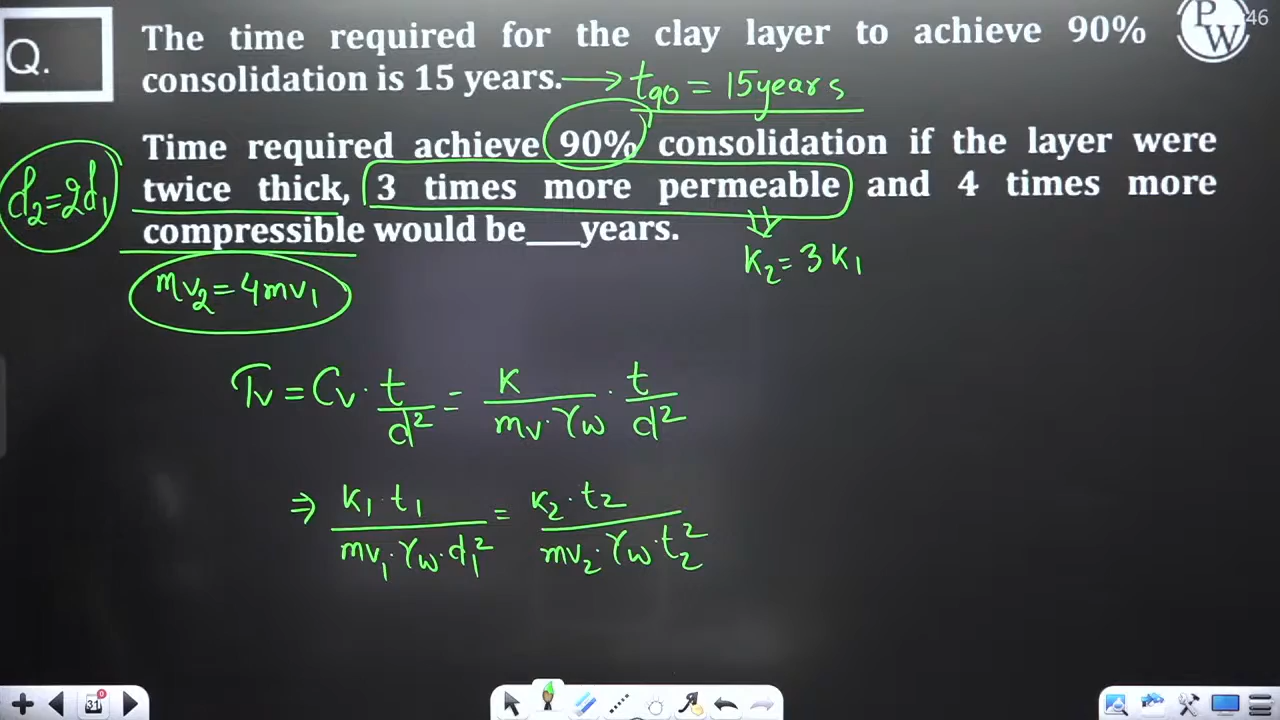 Q.
The time required for the clay layer to achieve 90%
consolidation is 15 years. → t₉₀ = 15years
Time required achieve 90% consolidation if the layer were
twice thick, 3 times more permeable and 4 times more
compressible would be___years.
d₂=2d₁
K₂=3K₁
mv₂=4mv₁
Tv = Cv · t/d² = K/(mv·γw) · t/d²
⇒ K₁·t₁/(mv₁·γw·d₁²) = K₂·t₂/(mv₂·γw·t₂²)
P
W
46
31
0